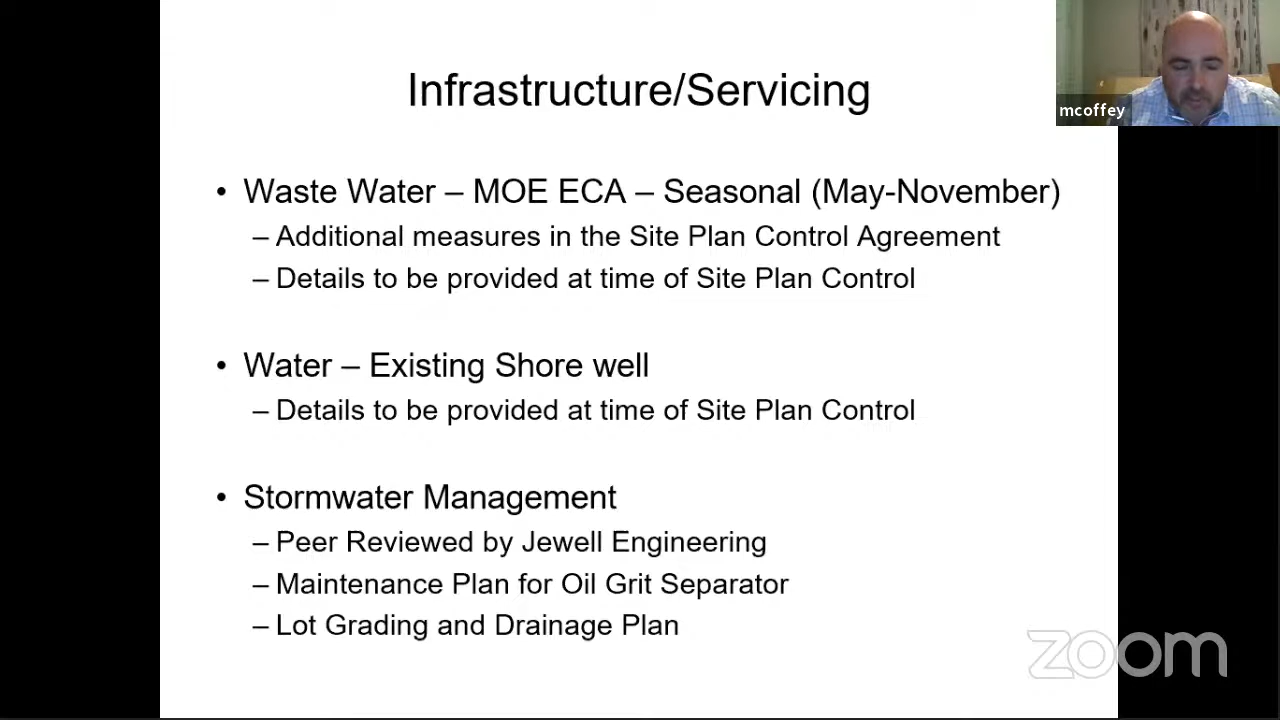 Infrastructure/Servicing
mcoffey
• Waste Water – MOE ECA – Seasonal (May-November)
– Additional measures in the Site Plan Control Agreement
– Details to be provided at time of Site Plan Control
• Water – Existing Shore well
– Details to be provided at time of Site Plan Control
• Stormwater Management
– Peer Reviewed by Jewell Engineering
– Maintenance Plan for Oil Grit Separator
– Lot Grading and Drainage Plan
zoom